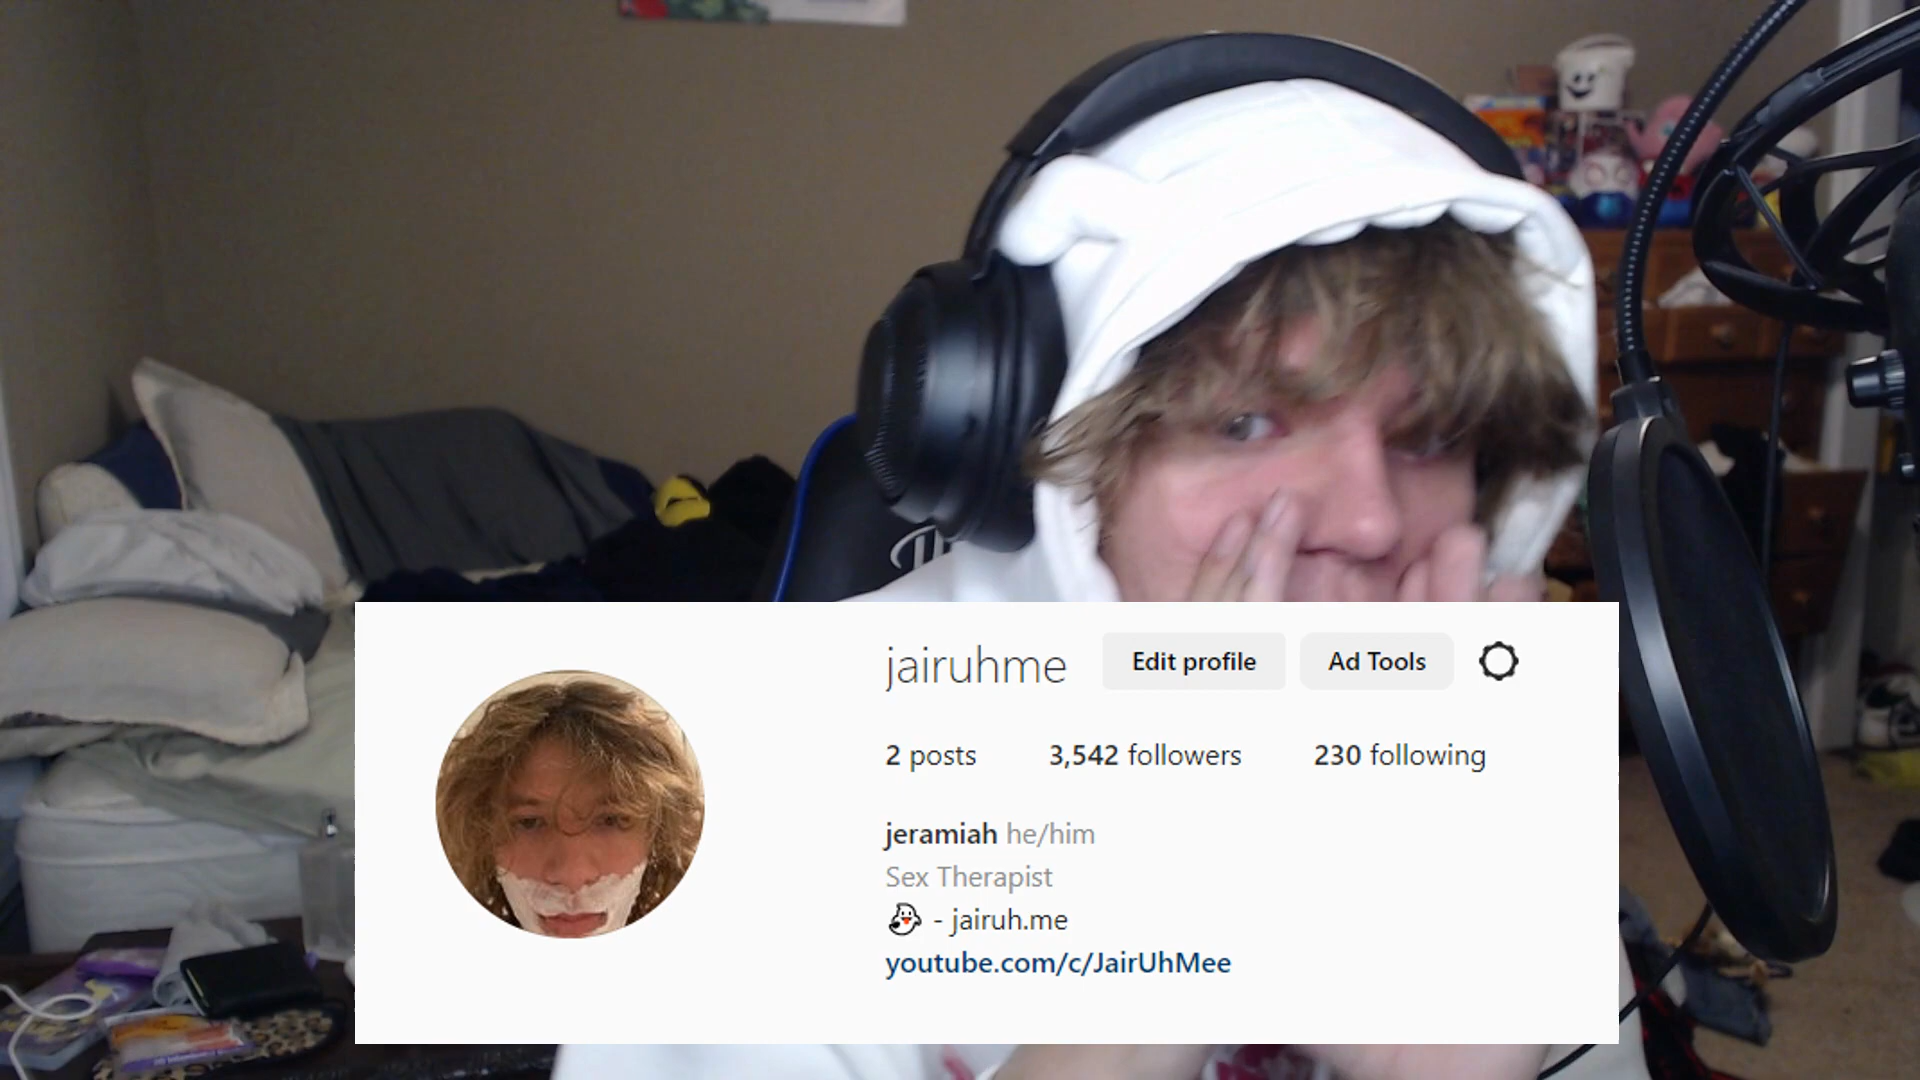 jairuhme Edit profile Ad Tools
2 posts 3,542 followers 230 following
jeramiah he/him
Sex Therapist
👻 - jairuh.me
youtube.com/c/JairUhMee